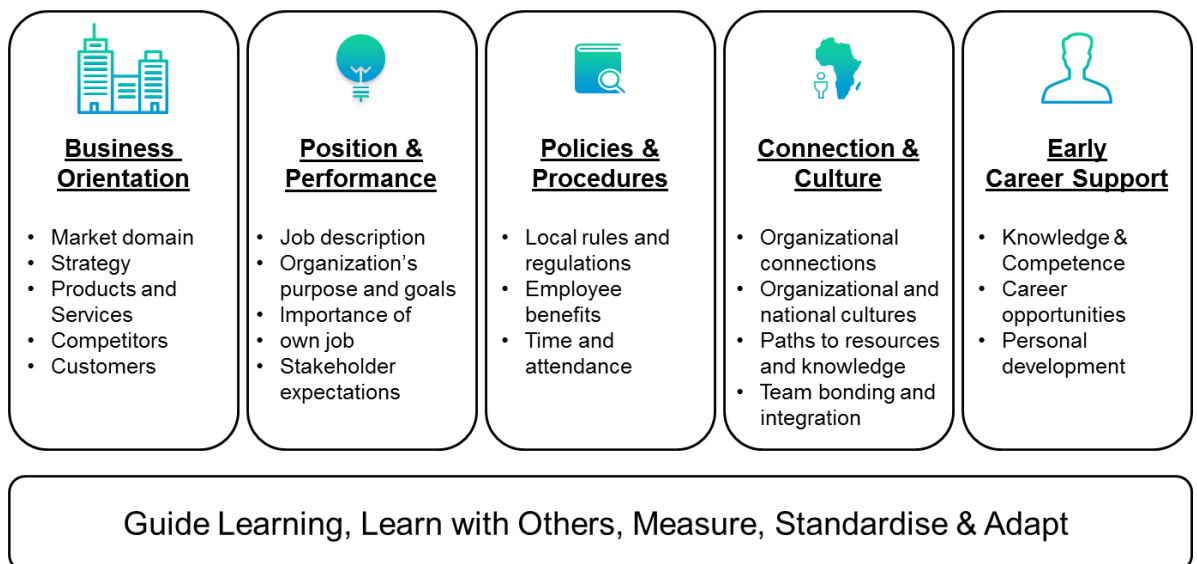 Business
Orientation
• Market domain
• Strategy
• Products and
Services
• Competitors
• Customers
Position &
Performance
• Job description
• Organization's
purpose and goals
• Importance of
• own job
• Stakeholder
expectations
Policies &
Procedures
• Local rules and
regulations
• Employee
benefits
• Time and
attendance
Connection &
Culture
• Organizational
connections
• Organizational and
national cultures
• Paths to resources
and knowledge
• Team bonding and
integration
Early
Career Support
• Knowledge &
Competence
• Career
opportunities
• Personal
development
Guide Learning, Learn with Others, Measure, Standardise & Adapt